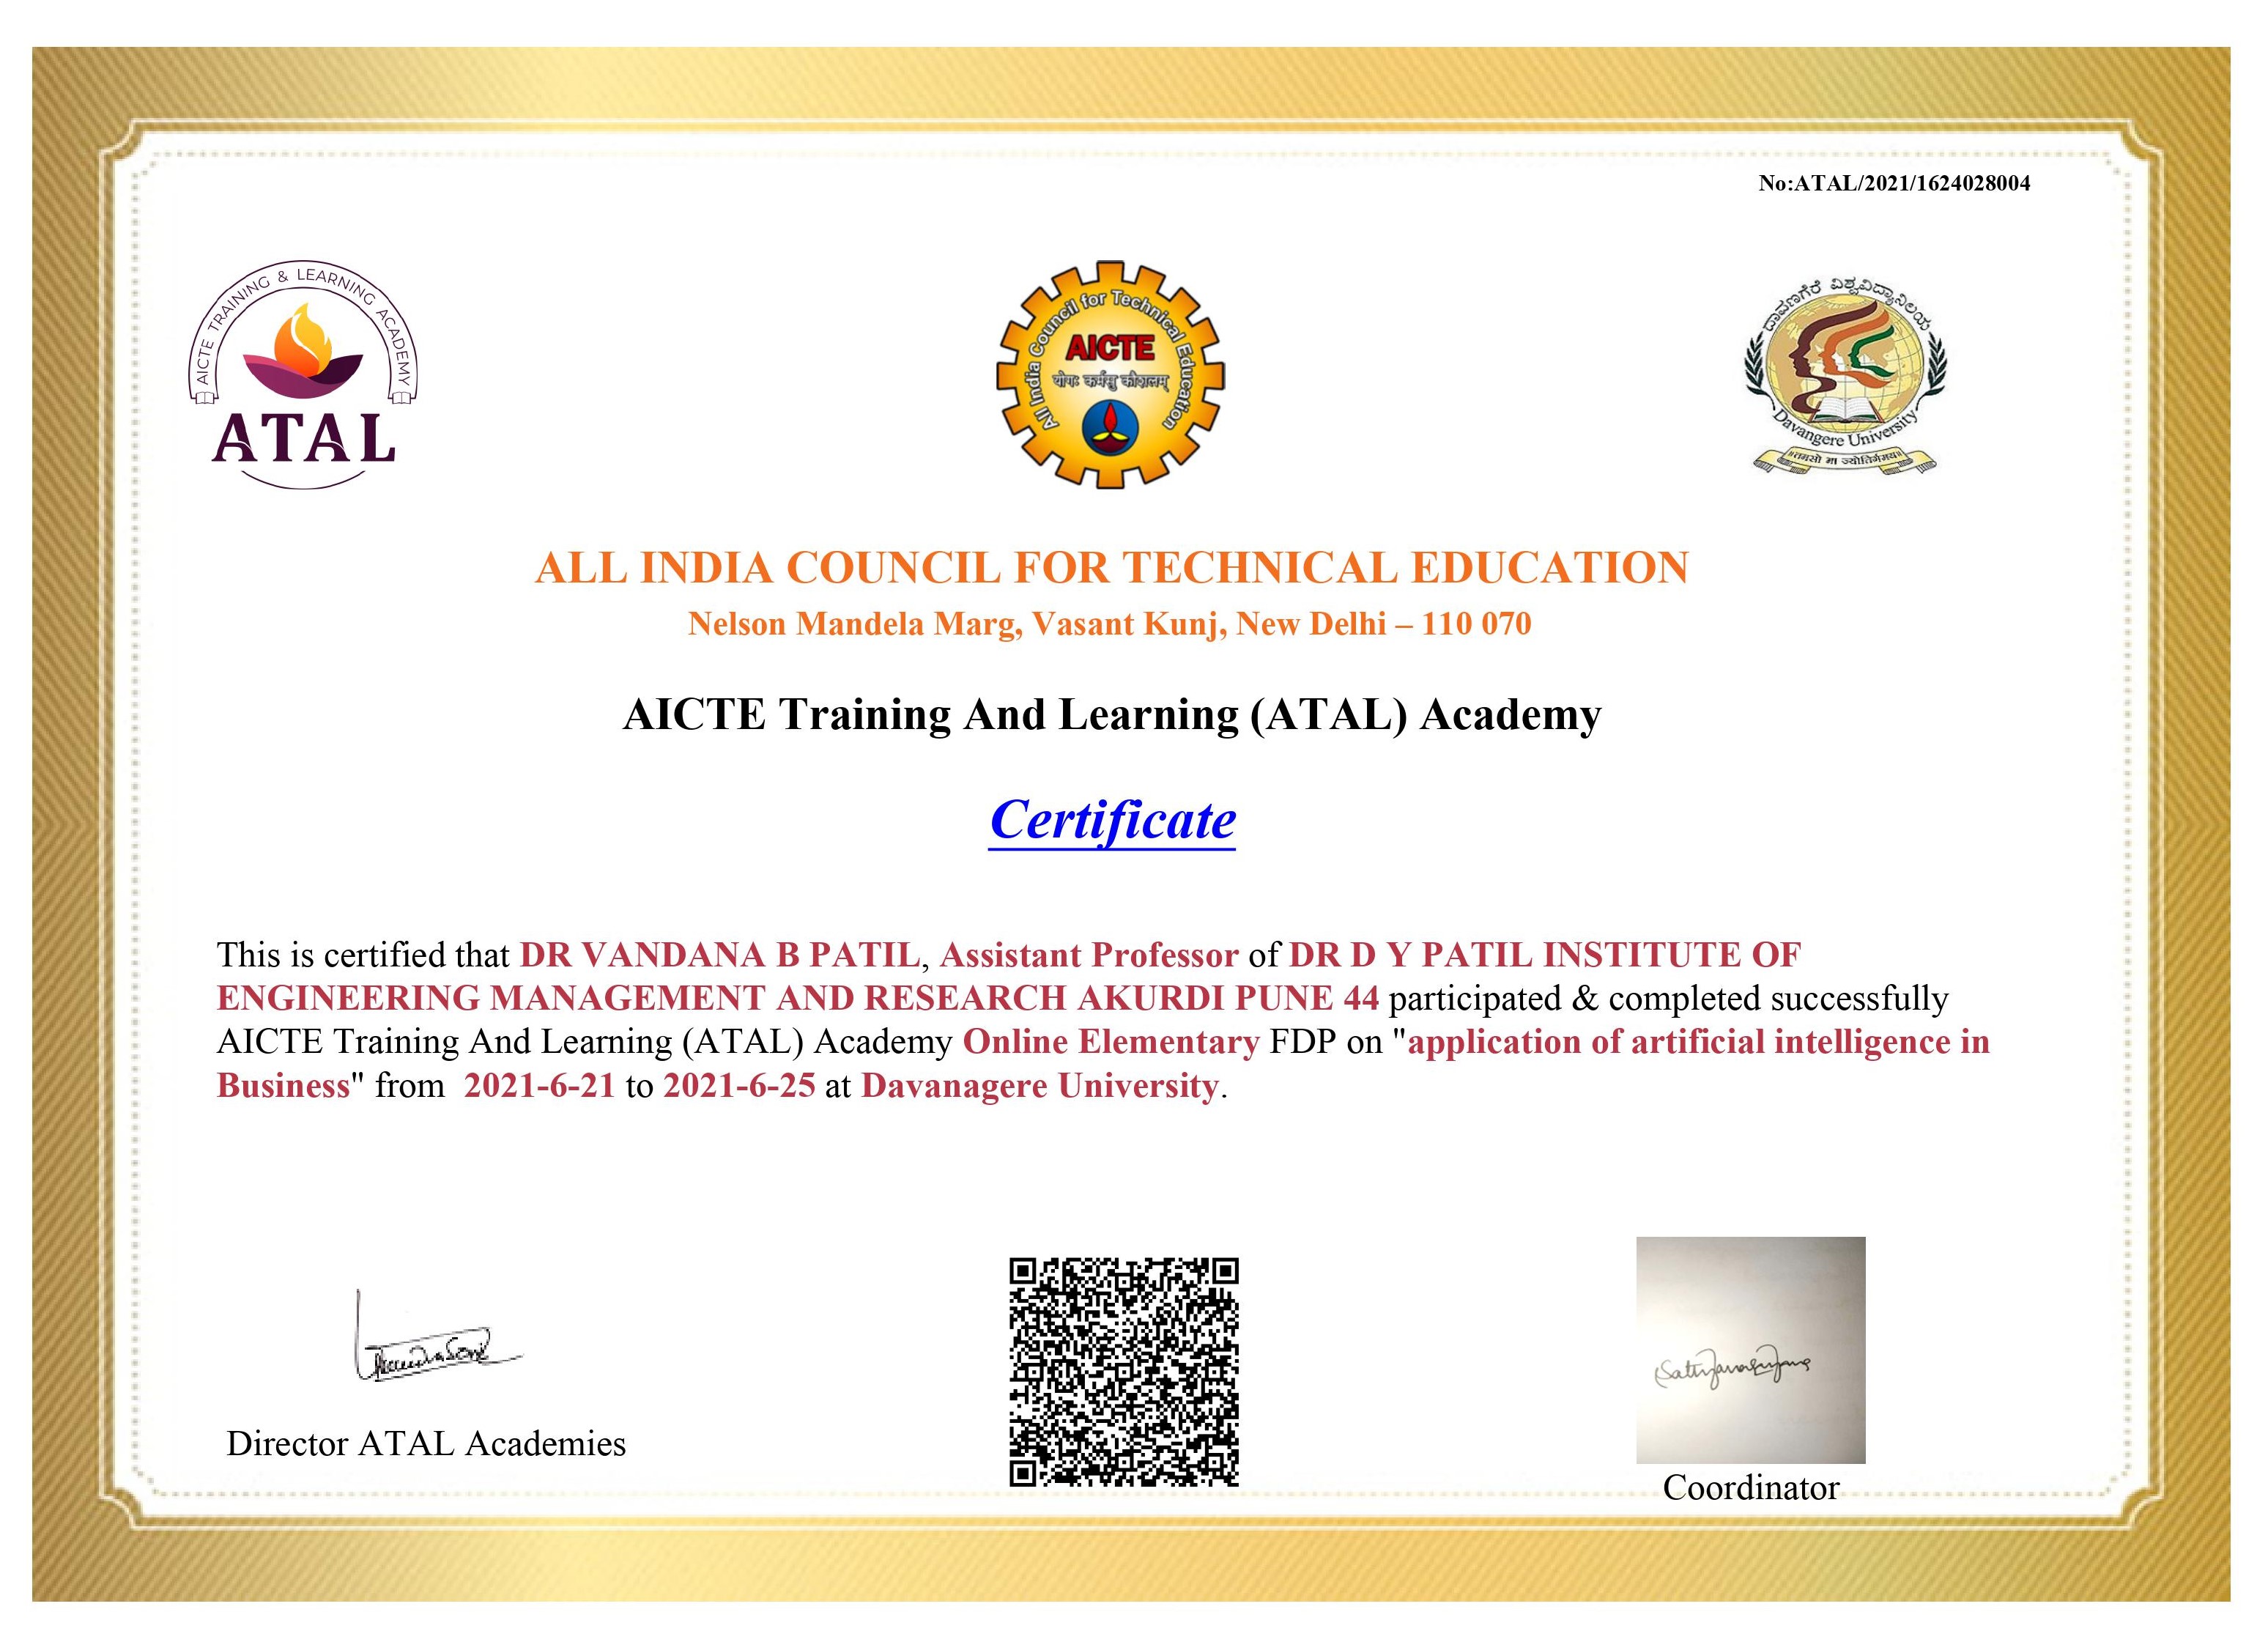 No:ATAL/2021/1624028004
AICTE TRAINING & LEARNING ACADEMY
ATAL
All India Council for Technical Education
AICTE
योगः कर्मसु कौशलम्
ದಾವಣಗೆರೆ ವಿಶ್ವವಿದ್ಯಾನಿಲಯ
Davangere University
॥तमसो मा ज्योतिर्गमय॥
ALL INDIA COUNCIL FOR TECHNICAL EDUCATION
Nelson Mandela Marg, Vasant Kunj, New Delhi – 110 070
AICTE Training And Learning (ATAL) Academy
Certificate
This is certified that DR VANDANA B PATIL, Assistant Professor of DR D Y PATIL INSTITUTE OF
ENGINEERING MANAGEMENT AND RESEARCH AKURDI PUNE 44 participated & completed successfully
AICTE Training And Learning (ATAL) Academy Online Elementary FDP on "application of artificial intelligence in
Business" from 2021-6-21 to 2021-6-25 at Davanagere University.
Director ATAL Academies
Coordinator